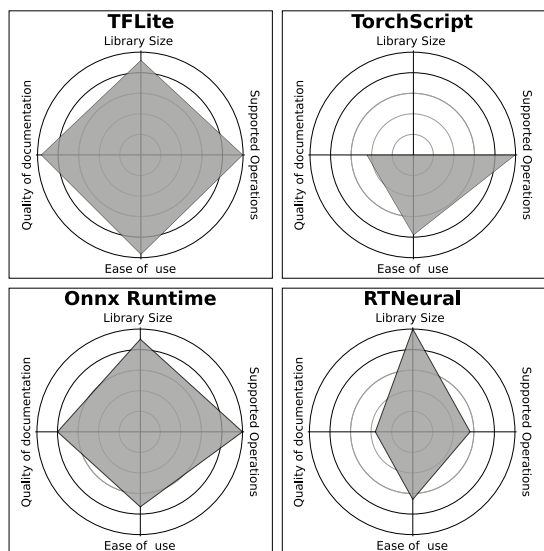 TFLite
Library Size
Quality of documentation
Supported Operations
Ease of use
TorchScript
Library Size
Quality of documentation
Supported Operations
Ease of use
Onnx Runtime
Library Size
Quality of documentation
Supported Operations
Ease of use
RTNeural
Library Size
Quality of documentation
Supported Operations
Ease of use